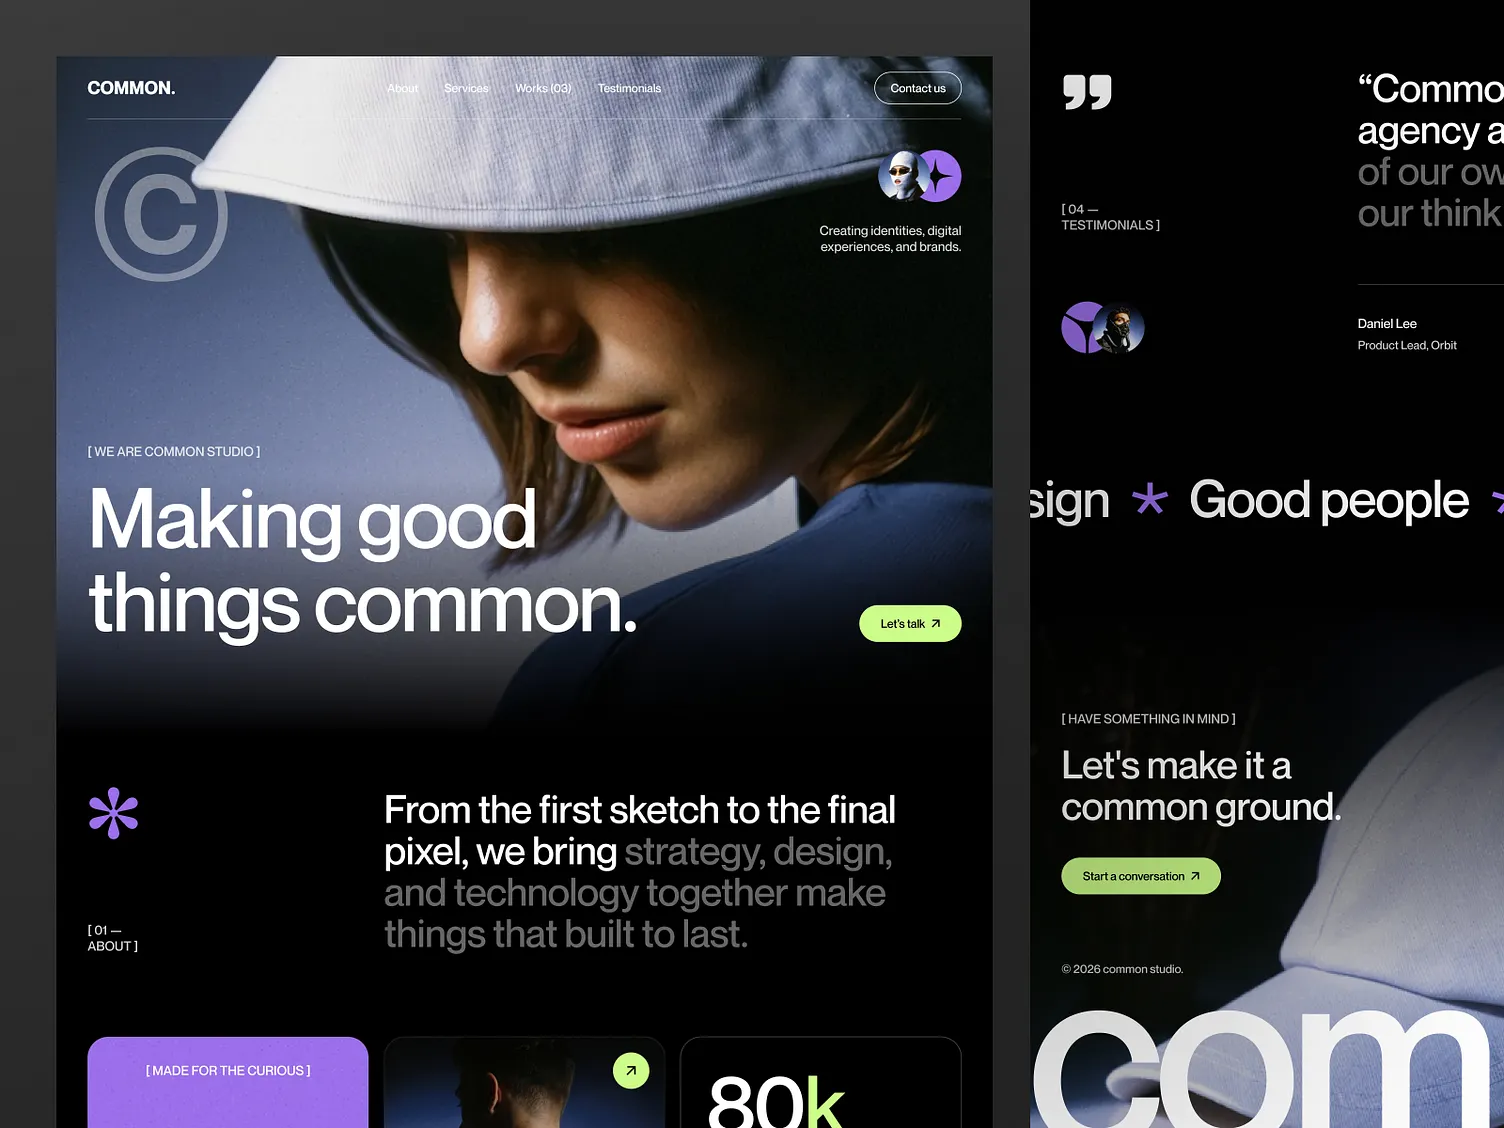 COMMON.
About
Services
Works (03)
Testimonials
Contact us
©
Creating identities, digital
experiences, and brands.
[ WE ARE COMMON STUDIO ]
Making good
things common.
Let's talk
[ 01 —
ABOUT ]
From the first sketch to the final
pixel, we bring strategy, design,
and technology together make
things that built to last.
[ MADE FOR THE CURIOUS ]
80k
[ 04 —
TESTIMONIALS ]
“Commo
agency a
of our ow
our think
Daniel Lee
Product Lead, Orbit
sign * Good people *
[ HAVE SOMETHING IN MIND ]
Let's make it a
common ground.
Start a conversation
© 2026 common studio.
com